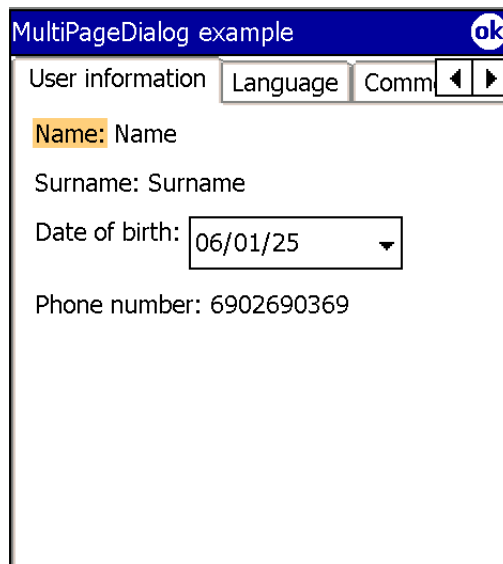 MultiPageDialog example ok
User information Language Comm
Name: Name
Surname: Surname
Date of birth: 06/01/25
Phone number: 6902690369